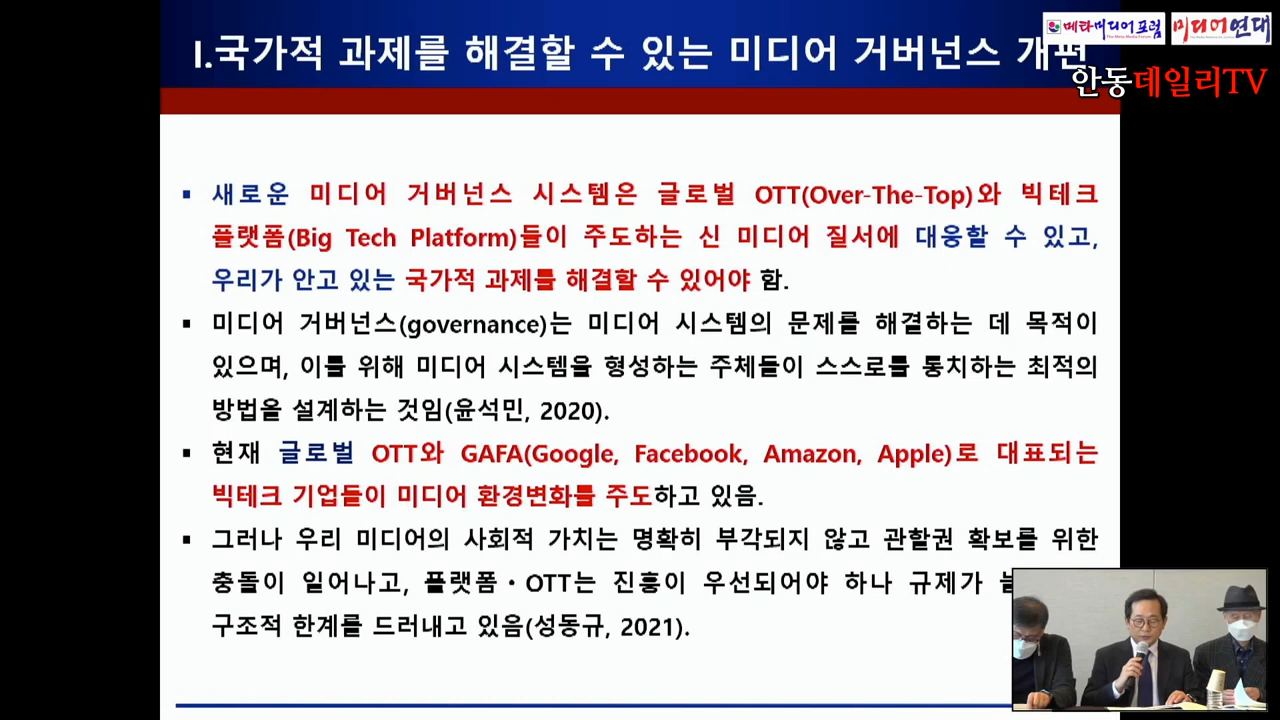 I.국가적 과제를 해결할 수 있는 미디어 거버넌스 개편
메타미디어포럼
미디어연대
안동데일리TV
▪ 새로운 미디어 거버넌스 시스템은 글로벌 OTT(Over-The-Top)와 빅테크
플랫폼(Big Tech Platform)들이 주도하는 신 미디어 질서에 대응할 수 있고,
우리가 안고 있는 국가적 과제를 해결할 수 있어야 함.
▪ 미디어 거버넌스(governance)는 미디어 시스템의 문제를 해결하는 데 목적이
있으며, 이를 위해 미디어 시스템을 형성하는 주체들이 스스로를 통치하는 최적의
방법을 설계하는 것임(윤석민, 2020).
▪ 현재 글로벌 OTT와 GAFA(Google, Facebook, Amazon, Apple)로 대표되는
빅테크 기업들이 미디어 환경변화를 주도하고 있음.
▪ 그러나 우리 미디어의 사회적 가치는 명확히 부각되지 않고 관할권 확보를 위한
충돌이 일어나고, 플랫폼・OTT는 진흥이 우선되어야 하나 규제가
구조적 한계를 드러내고 있음(성동규, 2021).